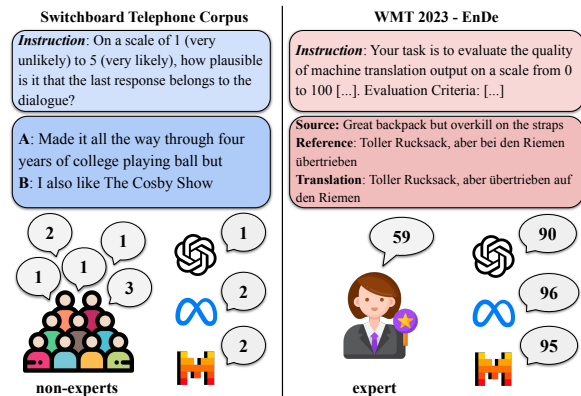 Switchboard Telephone Corpus
Instruction: On a scale of 1 (very
unlikely) to 5 (very likely), how plausible
is it that the last response belongs to the
dialogue?
A: Made it all the way through four
years of college playing ball but
B: I also like The Cosby Show
2
1
1
1
3
1
2
2
non-experts
WMT 2023 - EnDe
Instruction: Your task is to evaluate the quality
of machine translation output on a scale from 0
to 100 [...]. Evaluation Criteria: [...]
Source: Great backpack but overkill on the straps
Reference: Toller Rucksack, aber bei den Riemen
übertrieben
Translation: Toller Rucksack, aber übertrieben auf
den Riemen
59
90
96
95
expert